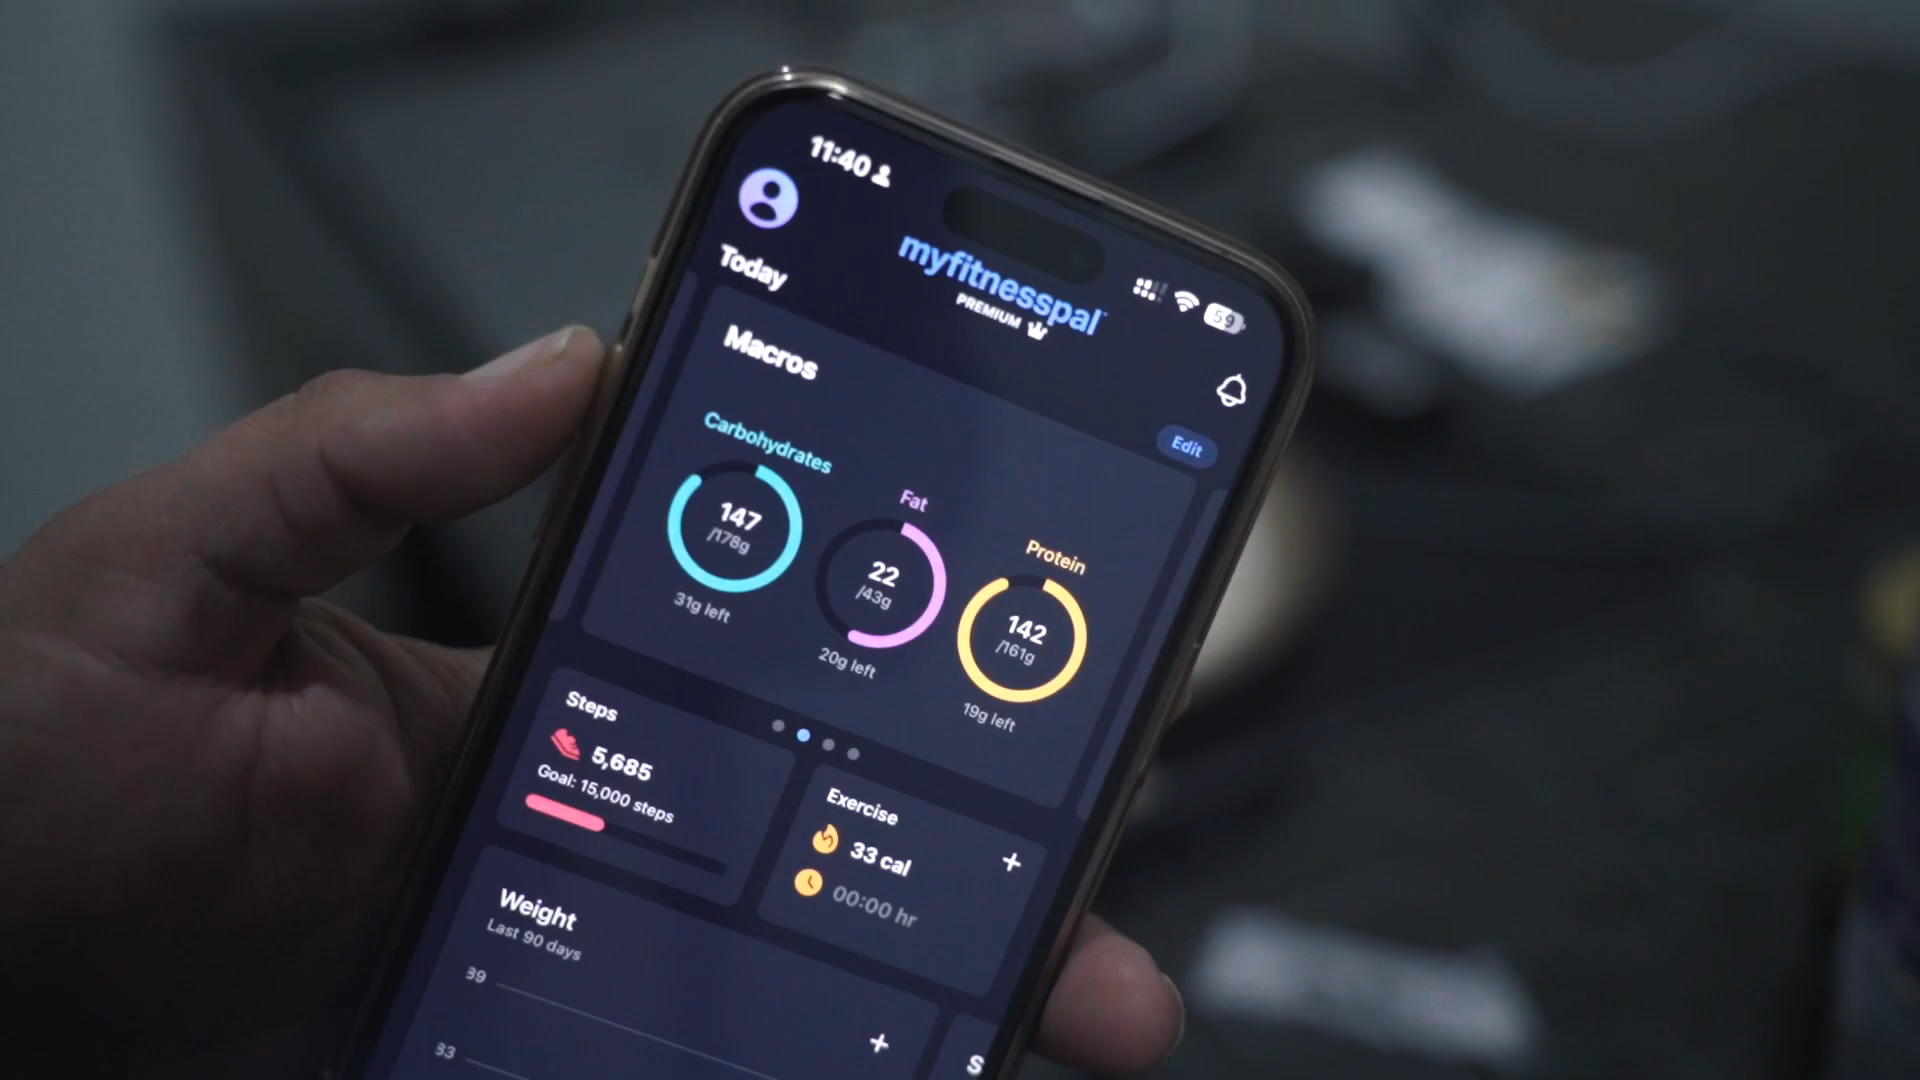 11:40
59
myfitnesspal
PREMIUM
Today
Macros
Edit
Carbohydrates
147
/178g
31g left
Fat
22
/43g
20g left
Protein
142
/161g
19g left
Steps
5,685
Goal: 15,000 steps
Exercise
33 cal
00:00 hr
Weight
Last 90 days
39
33
S